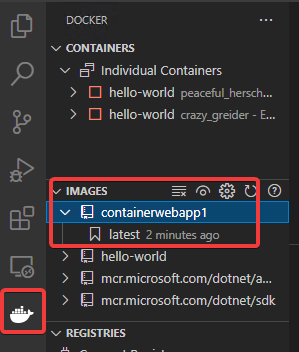 DOCKER
CONTAINERS
Individual Containers
hello-world peaceful_hersch...
hello-world crazy_greider - E...
IMAGES
containerwebapp1
latest 2 minutes ago
hello-world
mcr.microsoft.com/dotnet/a...
mcr.microsoft.com/dotnet/sdk
REGISTRIES